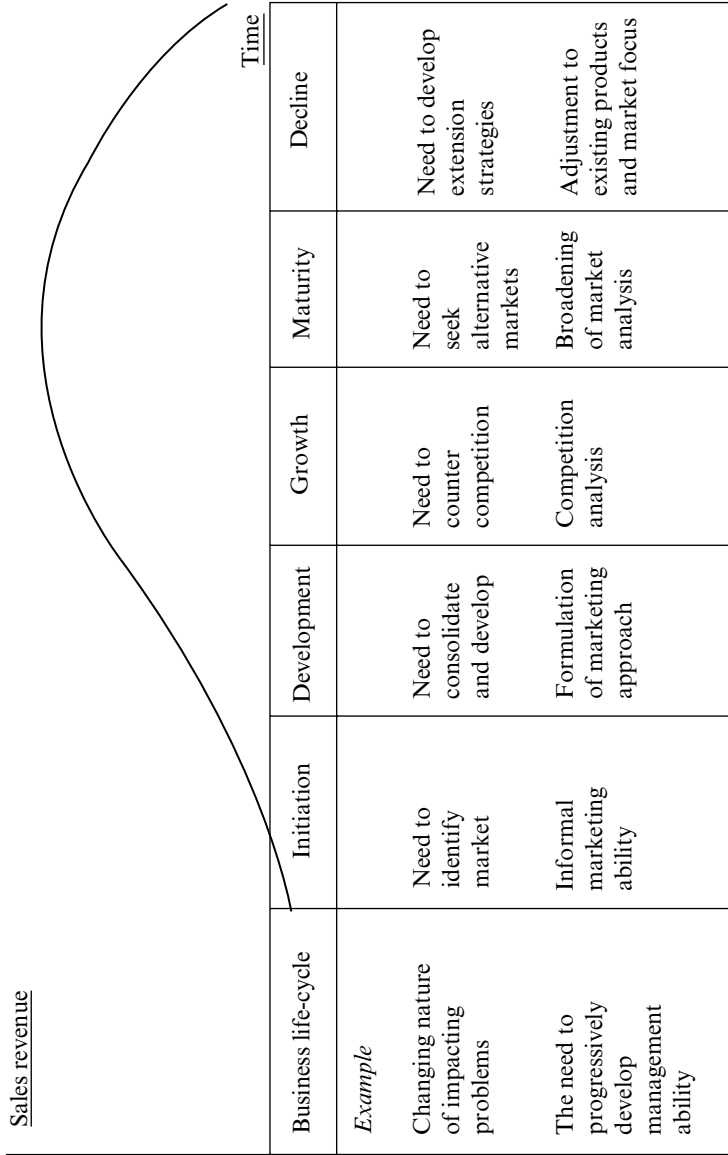 Sales revenue
Time
Business life-cycle
Initiation
Development
Growth
Maturity
Decline
Example
Changing nature
of impacting
problems
Need to
identify
market
Need to
consolidate
and develop
Need to
counter
competition
Need to
seek
alternative
markets
Need to develop
extension
strategies
The need to
progressively
develop
management
ability
Informal
marketing
ability
Formulation
of marketing
approach
Competition
analysis
Broadening
of market
analysis
Adjustment to
existing products
and market focus